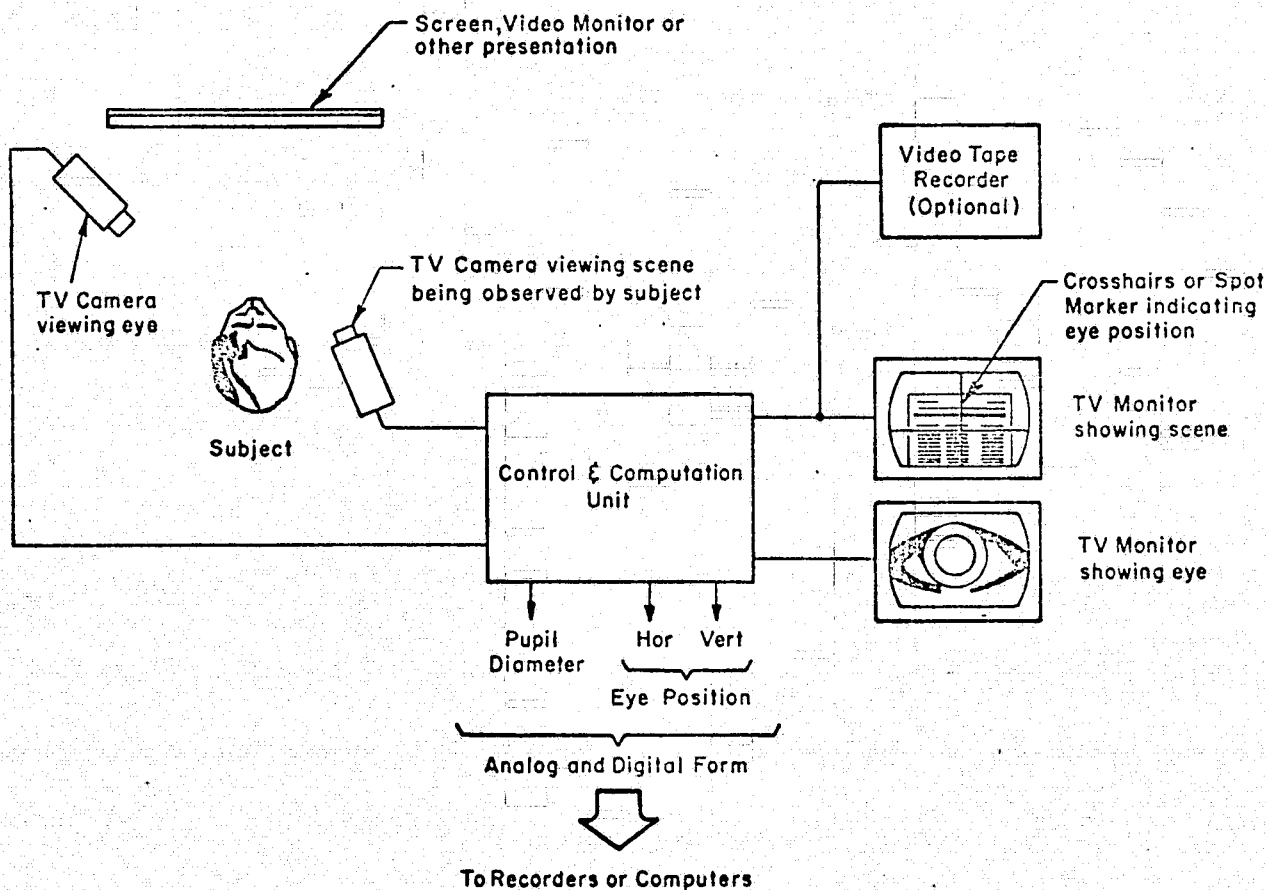 Screen, Video Monitor or
other presentation
Video Tape
Recorder
(Optional)
TV Camera
viewing eye
TV Camera viewing scene
being observed by subject
Crosshairs or Spot
Marker indicating
eye position
Subject
TV Monitor
showing scene
Control & Computation
Unit
TV Monitor
showing eye
Pupil
Diameter
Hor
Vert
Eye Position
Analog and Digital Form
To Recorders or Computers